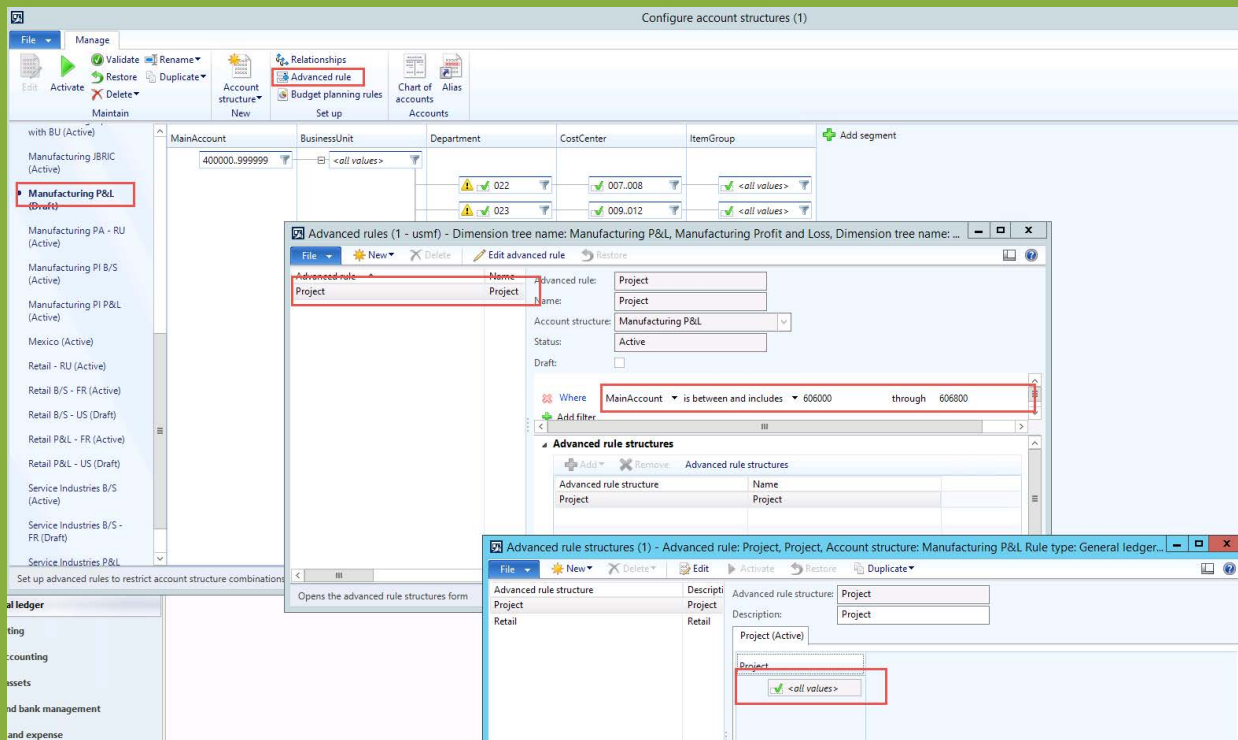 Configure account structures (1)
File Manage
Edit Activate Validate Rename Restore Duplicate Delete
Account structure
Relationships
Advanced rule
Budget planning rules
Chart of accounts Alias
Maintain New Set up Accounts
with BU (Active)
Manufacturing JBRIC (Active)
Manufacturing P&L (Draft)
Manufacturing PA - RU (Active)
Manufacturing PI B/S (Active)
Manufacturing PI P&L (Active)
Mexico (Active)
Retail - RU (Active)
Retail B/S - FR (Active)
Retail B/S - US (Draft)
Retail P&L - FR (Active)
Retail P&L - US (Draft)
Service Industries B/S (Active)
Service Industries B/S - FR (Draft)
Service Industries P&L
MainAccount BusinessUnit Department CostCenter ItemGroup Add segment
400000..999999 <all values>
022 007..008 <all values>
023 009..012 <all values>
Set up advanced rules to restrict account structure combinations
al ledger
ting
ccounting
assets
nd bank management
and expense
Advanced rules (1 - usmf) - Dimension tree name: Manufacturing P&L, Manufacturing Profit and Loss, Dimension tree name: ...
File New Delete Edit advanced rule Restore
Advanced rule Name
Project Project
Advanced rule: Project
Name: Project
Account structure: Manufacturing P&L
Status: Active
Draft:
Where MainAccount is between and includes 606000 through 606800
Add filter
Advanced rule structures
Add Remove Advanced rule structures
Advanced rule structure Name
Project Project
Opens the advanced rule structures form
Advanced rule structures (1) - Advanced rule: Project, Project, Account structure: Manufacturing P&L Rule type: General ledger...
File New Delete Edit Activate Restore Duplicate
Advanced rule structure Descripti
Project Project
Retail Retail
Advanced rule structure: Project
Description: Project
Project (Active)
Project
<all values>